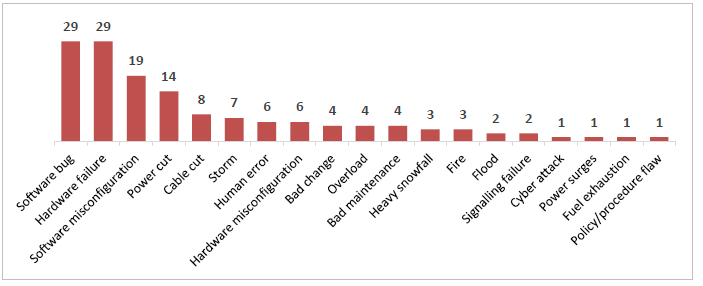 29
29
19
14
8
7
6
6
4
4
4
3
3
2
2
1
1
1
1
Software bug
Hardware failure
Software misconfiguration
Power cut
Cable cut
Storm
Human error
Hardware misconfiguration
Bad change
Overload
Bad maintenance
Heavy snowfall
Fire
Flood
Signalling failure
Cyber attack
Power surges
Fuel exhaustion
Policy/procedure flaw